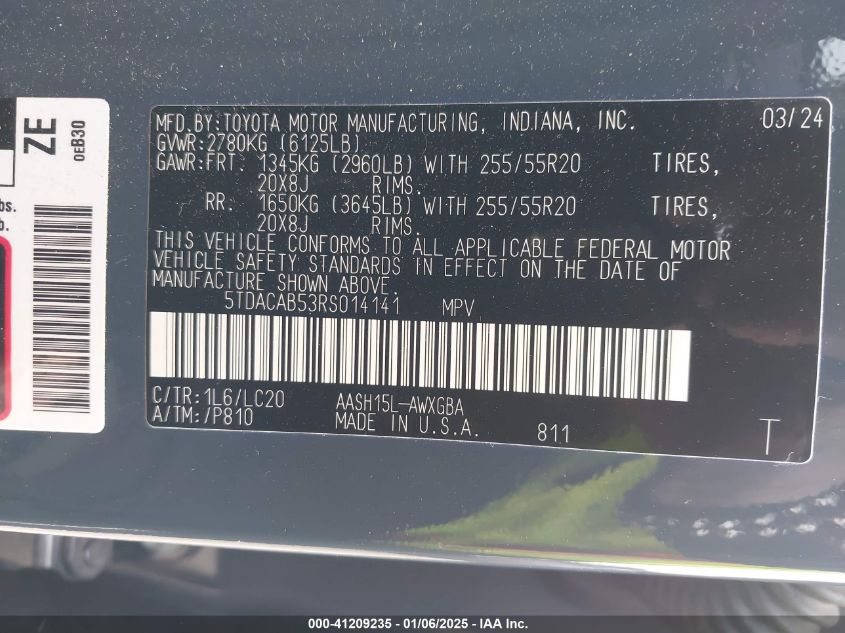 ZE
0EB30
bs.
b.
MFD.BY:TOYOTA MOTOR MANUFACTURING, INDIANA, INC. 03/24
GVWR:2780KG (6125LB)
GAWR:FRT. 1345KG (2960LB) WITH 255/55R20 TIRES,
20X8J RIMS.
RR. 1650KG (3645LB) WITH 255/55R20 TIRES,
20X8J RIMS.
THIS VEHICLE CONFORMS TO ALL APPLICABLE FEDERAL MOTOR
VEHICLE SAFETY STANDARDS IN EFFECT ON THE DATE OF
MANUFACTURE SHOWN ABOVE.
5TDACAB53RS014141 MPV
C/TR:1L6/LC20 AASH15L-AWXGBA
A/TM:/P810 MADE IN U.S.A. 811 T
000-41209235 - 01/06/2025 - IAA Inc.